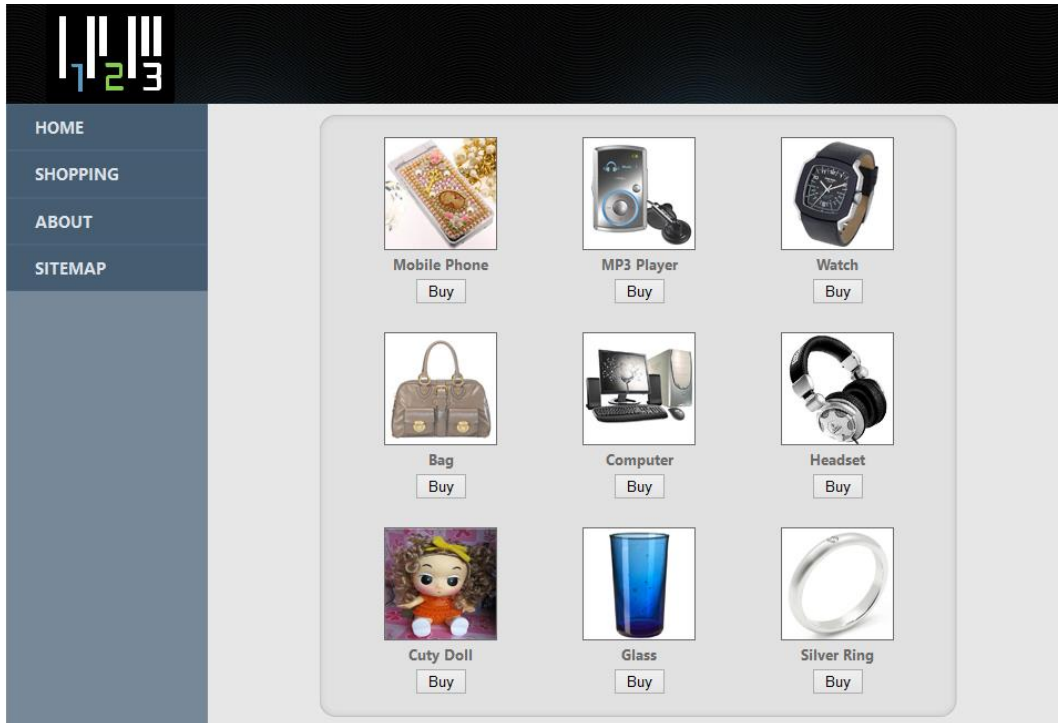 123
HOME
SHOPPING
ABOUT
SITEMAP
Mobile Phone MP3 Player Watch
Buy Buy Buy
Bag Computer Headset
Buy Buy Buy
Cuty Doll Glass Silver Ring
Buy Buy Buy